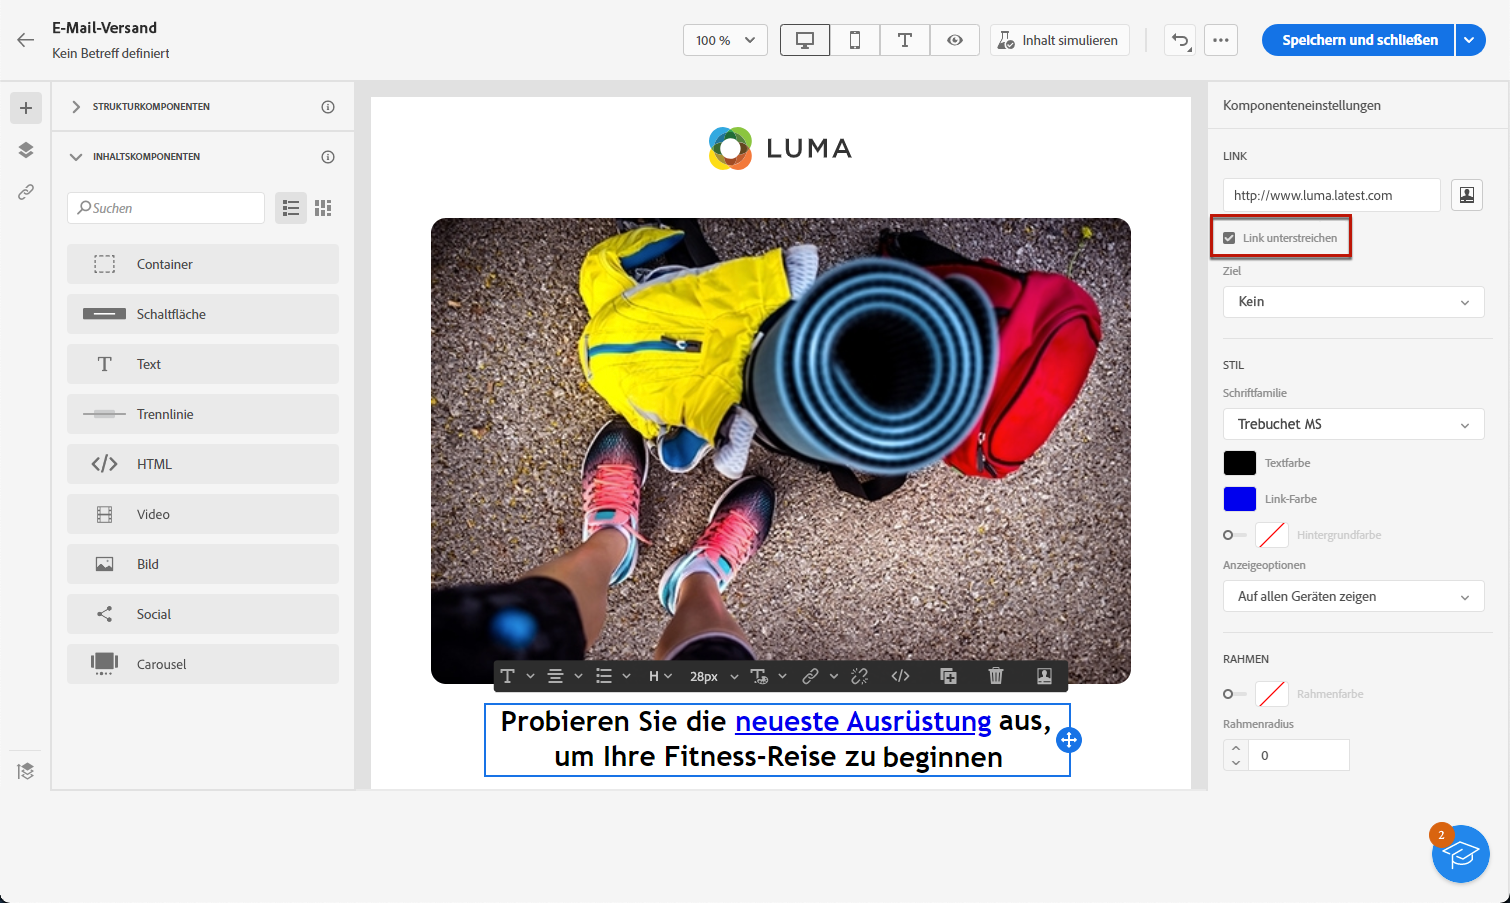 E-Mail-Versand
Kein Betreff definiert
100 %
Inhalt simulieren
Speichern und schließen
STRUKTURKOMPONENTEN
INHALTSKOMPONENTEN
Suchen
Container
Schaltfläche
Text
Trennlinie
HTML
Video
Bild
Social
Carousel
LUMA
H
28px
Probieren Sie die neueste Ausrüstung aus,
um Ihre Fitness-Reise zu beginnen
Komponenteneinstellungen
LINK
http://www.luma.latest.com
Link unterstreichen
Ziel
Kein
STIL
Schriftfamilie
Trebuchet MS
Textfarbe
Link-Farbe
Hintergrundfarbe
Anzeigeoptionen
Auf allen Geräten zeigen
RAHMEN
Rahmenfarbe
Rahmenradius
0
2